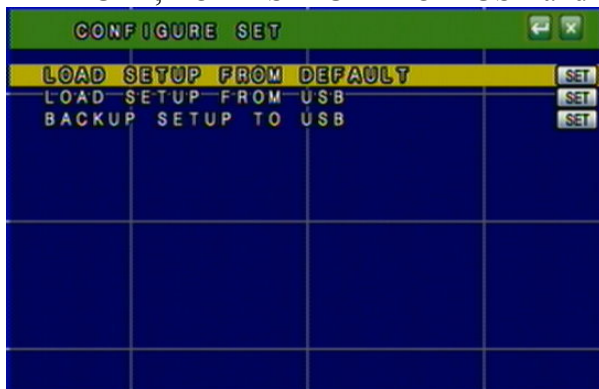 CONFIGURE SET
LOAD SETUP FROM DEFAULT SET
LOAD SETUP FROM USB SET
BACKUP SETUP TO USB SET